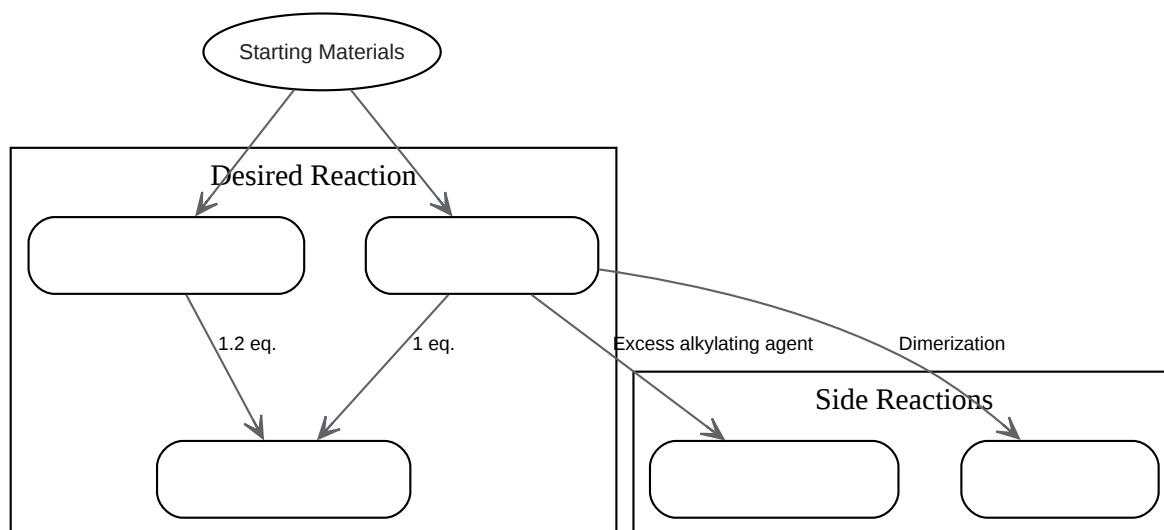 Starting Materials
Desired Reaction
1.2 eq.
1 eq.
Excess alkylating agent
Dimerization
Side Reactions